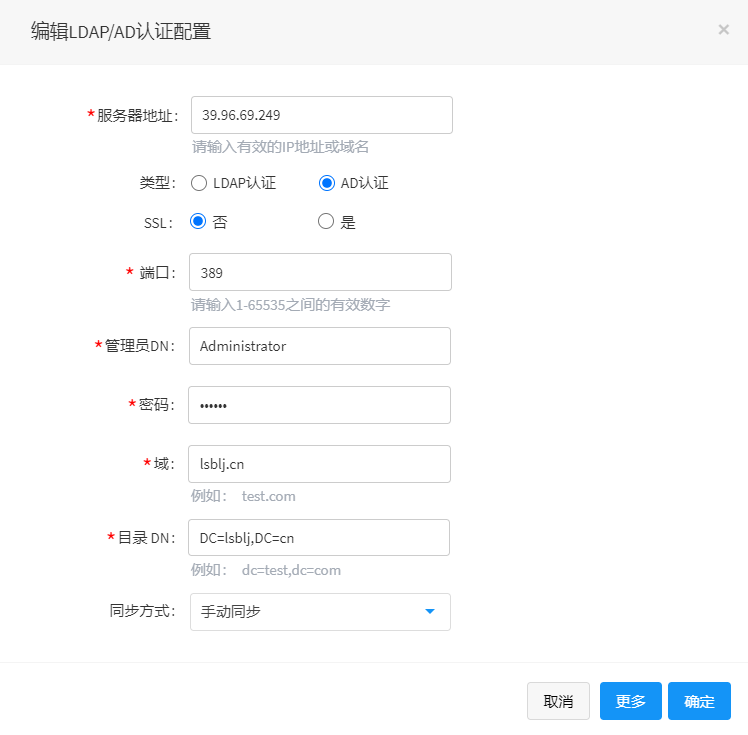 编辑LDAP/AD认证配置 ×
*服务器地址： 39.96.69.249
请输入有效的IP地址或域名
类型： LDAP认证 AD认证
SSL： 否 是
* 端口： 389
请输入1-65535之间的有效数字
*管理员DN： Administrator
*密码： ••••••
*域： lsblj.cn
例如： test.com
*目录 DN： DC=lsblj,DC=cn
例如： dc=test,dc=com
同步方式： 手动同步
取消 更多 确定